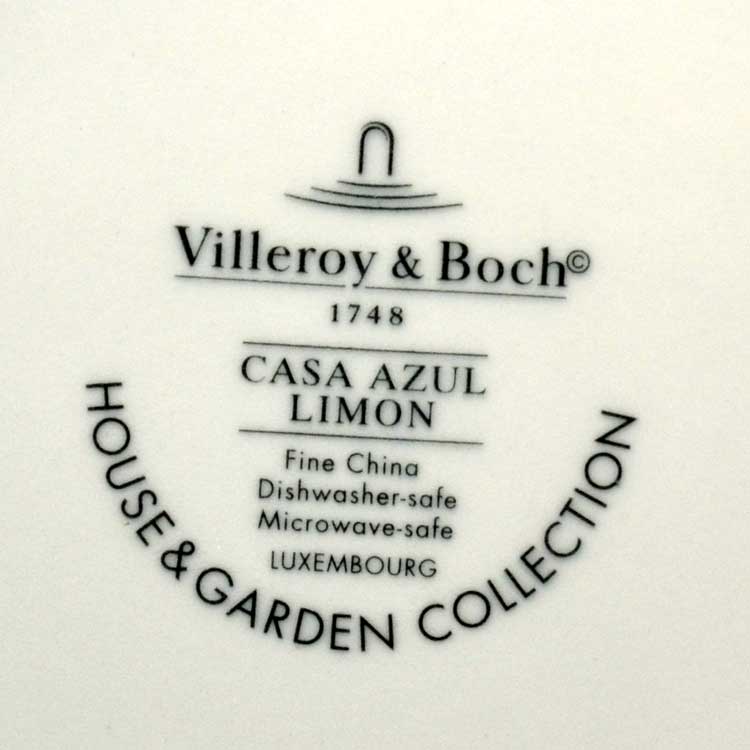 Villeroy & Boch©
1748
CASA AZUL
LIMON
Fine China
Dishwasher-safe
Microwave-safe
LUXEMBOURG
HOUSE & GARDEN COLLECTION